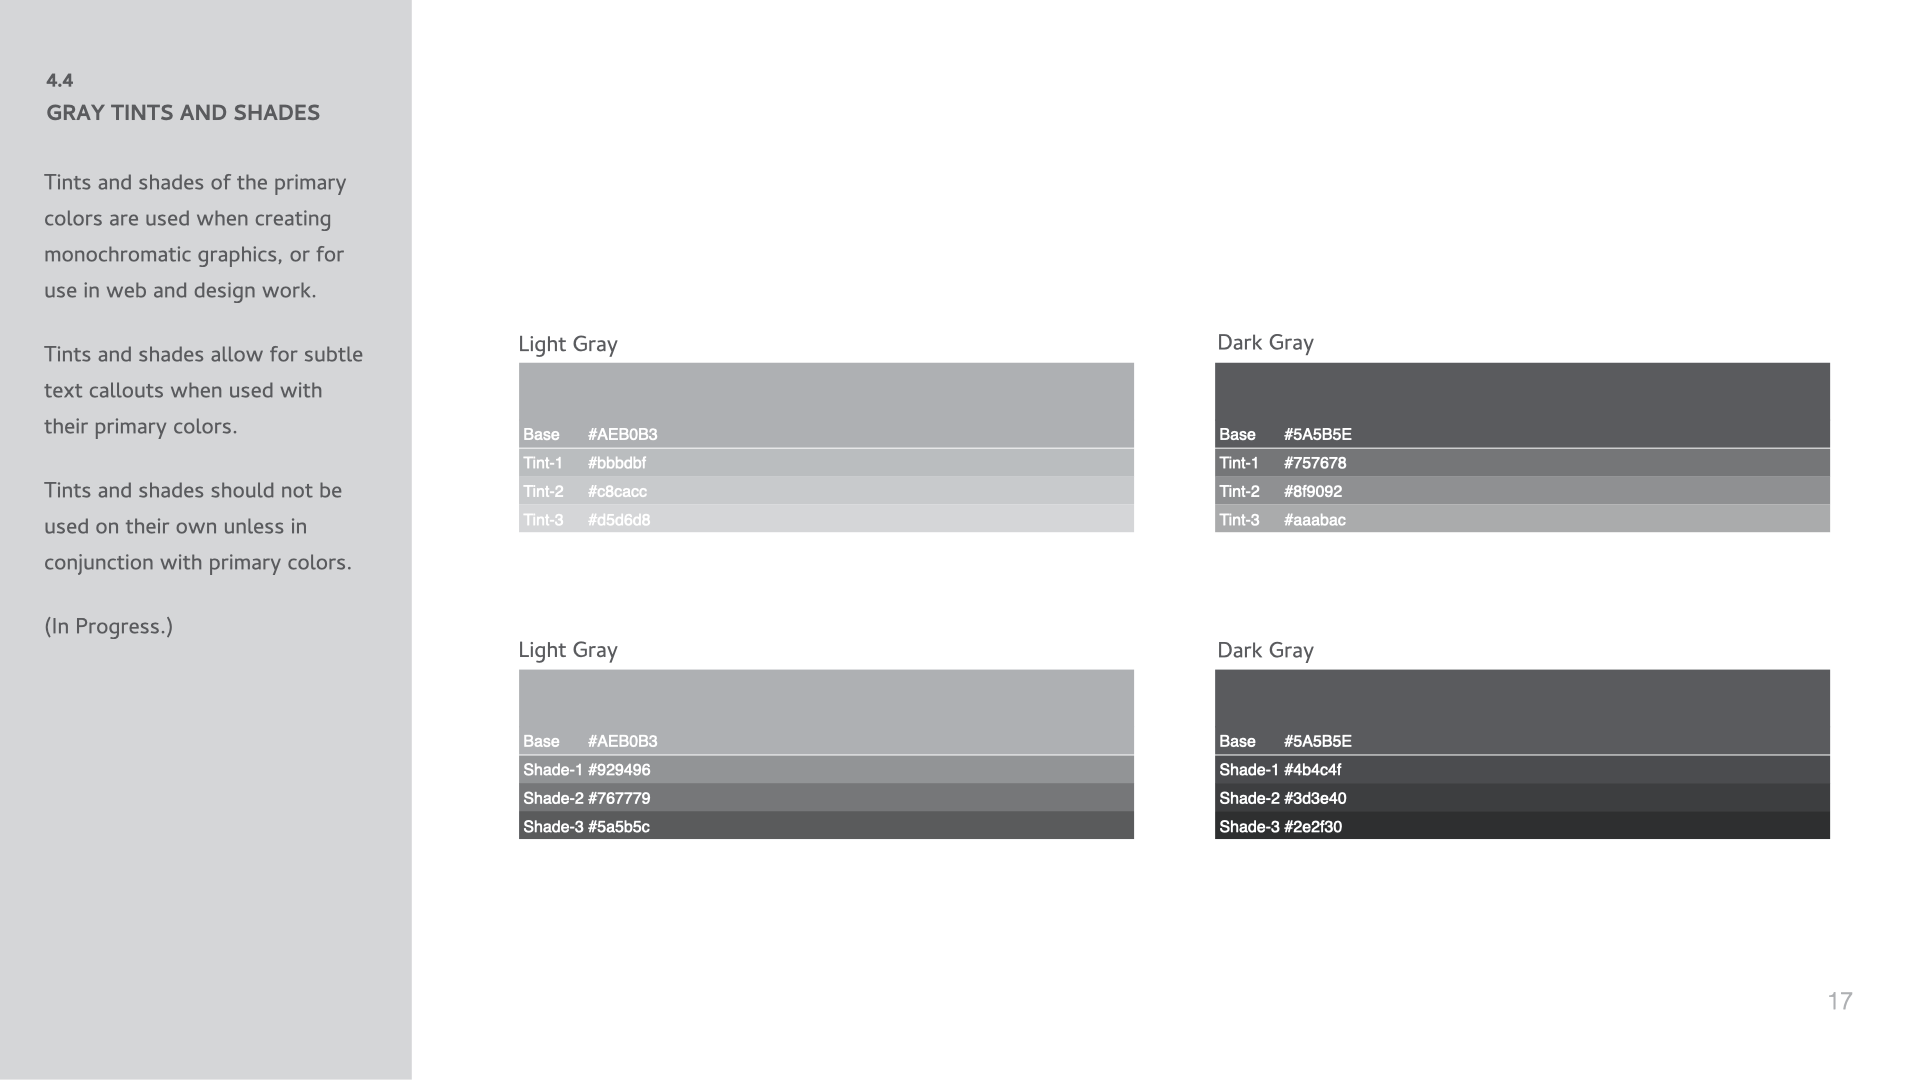 4.4
GRAY TINTS AND SHADES
Tints and shades of the primary
colors are used when creating
monochromatic graphics, or for
use in web and design work.
Tints and shades allow for subtle
text callouts when used with
their primary colors.
Tints and shades should not be
used on their own unless in
conjunction with primary colors.
(In Progress.)
Light Gray
Base #AEB0B3
Tint-1 #bbbdbf
Tint-2 #c8cacc
Tint-3 #d5d6d8
Dark Gray
Base #5A5B5E
Tint-1 #757678
Tint-2 #8f9092
Tint-3 #aaabac
Light Gray
Base #AEB0B3
Shade-1 #929496
Shade-2 #767779
Shade-3 #5a5b5c
Dark Gray
Base #5A5B5E
Shade-1 #4b4c4f
Shade-2 #3d3e40
Shade-3 #2e2f30
17